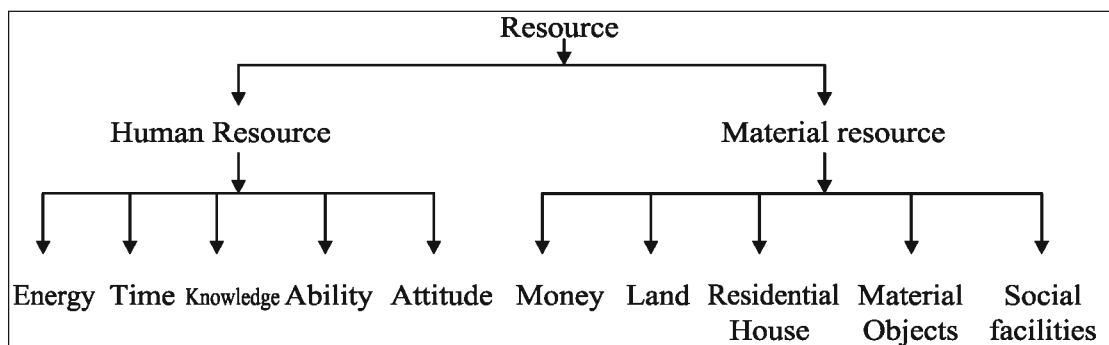 Resource
Human Resource Material resource
Energy Time Knowledge Ability Attitude Money Land Residential Material Social
House Objects facilities